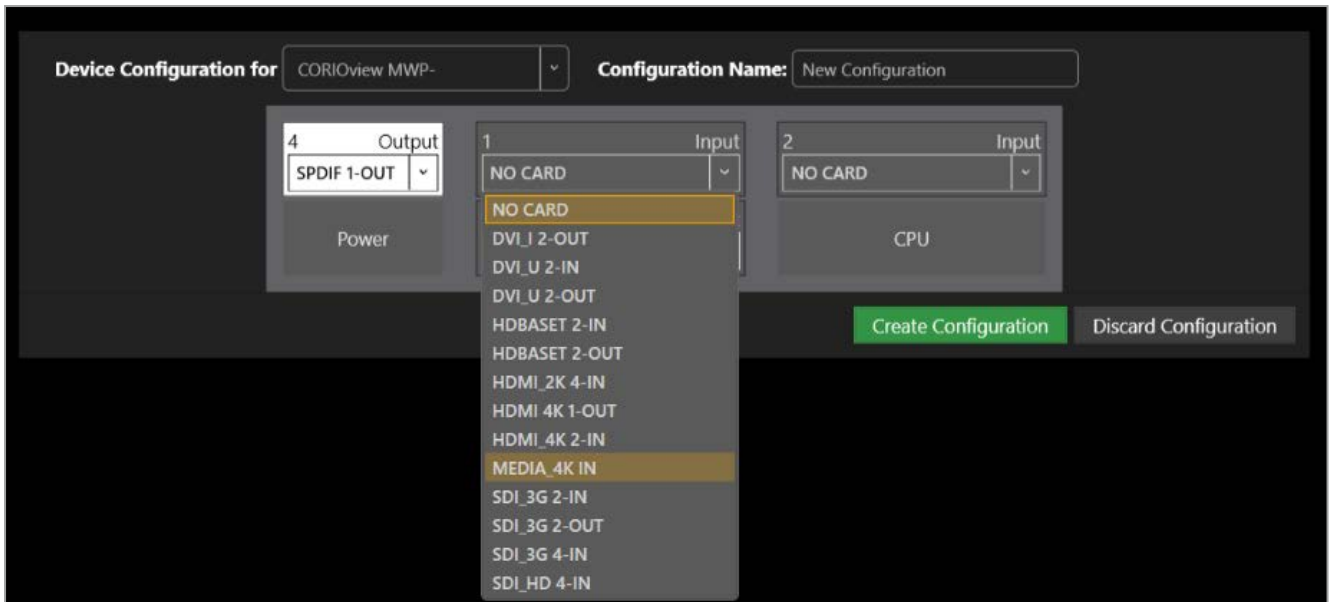 Device Configuration for CORIOview MWP- Configuration Name: New Configuration
4 Output 1 Input 2 Input
SPDIF 1-OUT NO CARD NO CARD
Power CPU
NO CARD
DVI_I 2-OUT
DVI_U 2-IN
DVI_U 2-OUT
HDBASET 2-IN
HDBASET 2-OUT
HDMI_2K 4-IN
HDMI 4K 1-OUT
HDMI_4K 2-IN
MEDIA_4K IN
SDI_3G 2-IN
SDI_3G 2-OUT
SDI_3G 4-IN
SDI_HD 4-IN
Create Configuration Discard Configuration